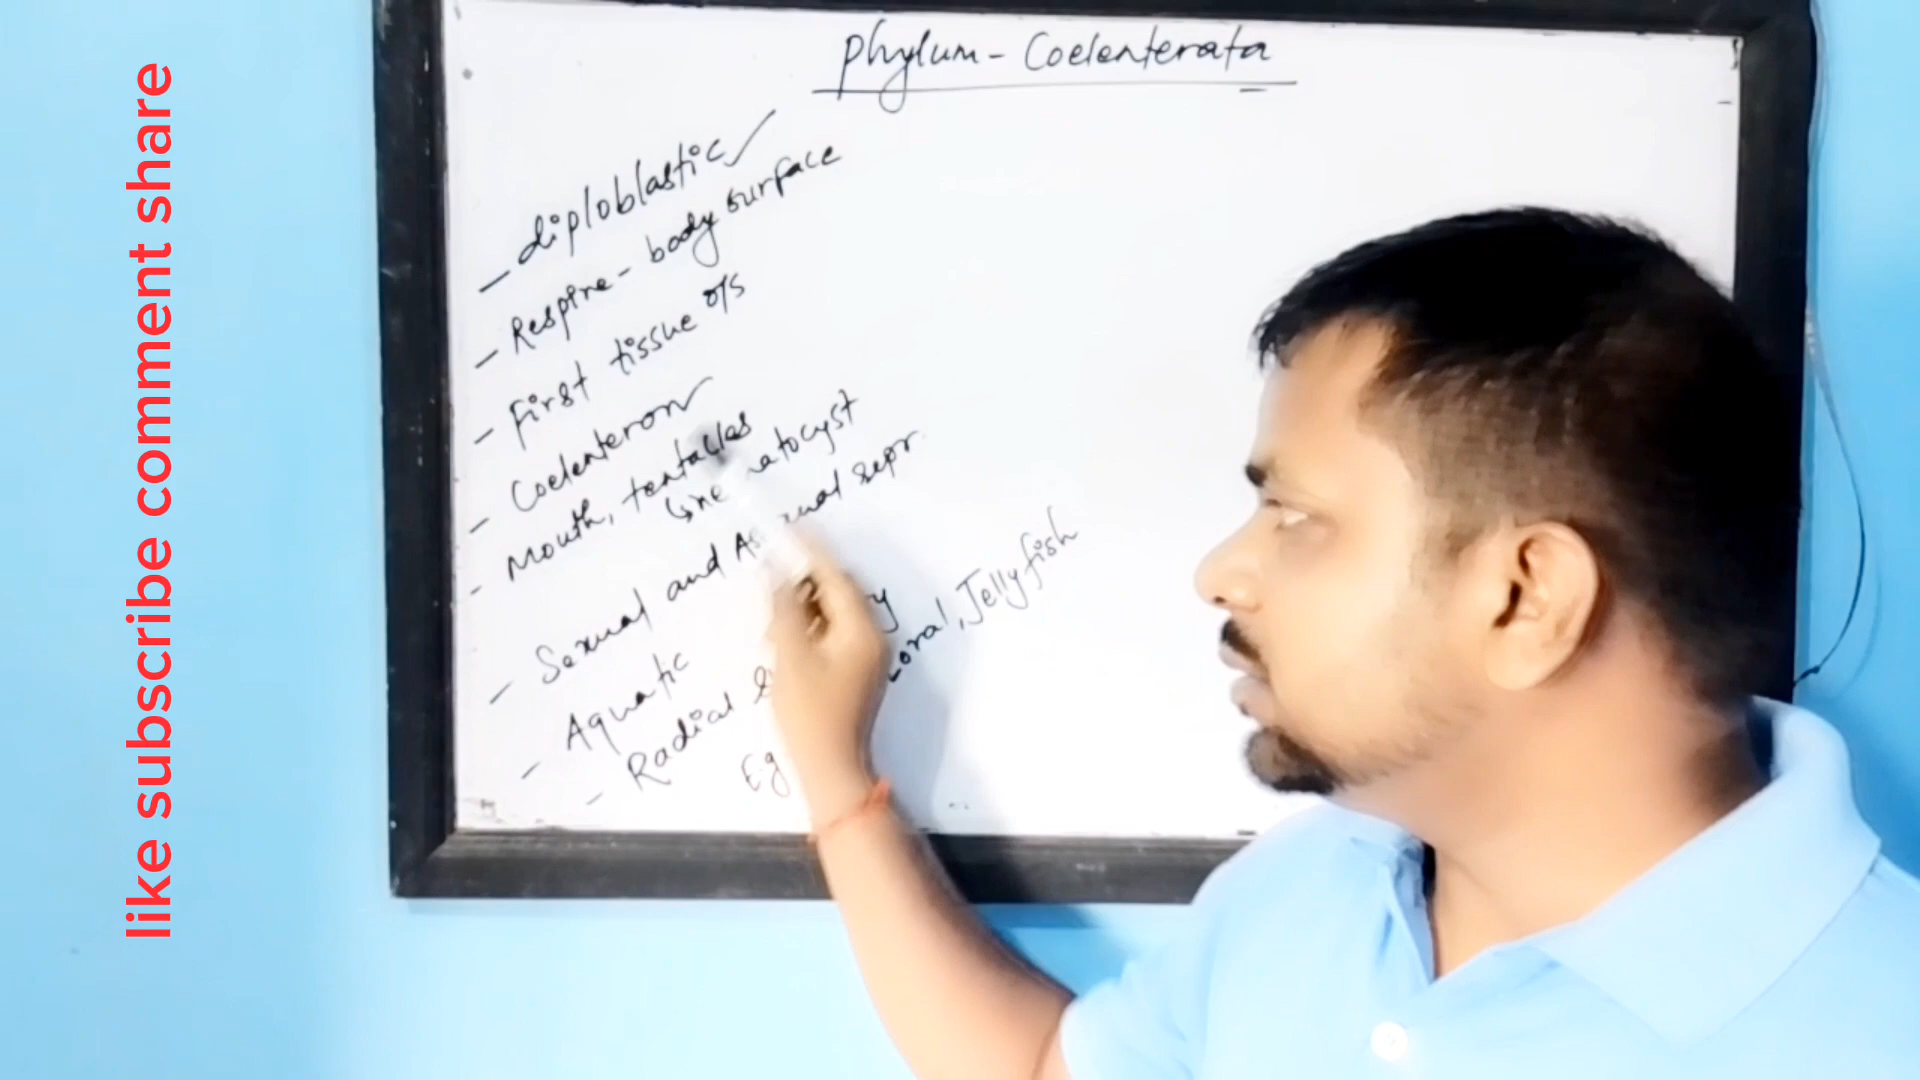 like subscribe comment share
Phylum - Coelenterata
- diploblastic
- Respire - body surface
- First tissue o/s
- Coelenteron
- Mouth, tentacles
- Sexual and repr.
- Aquatic
- Radial
Eg Coral, Jellyfish